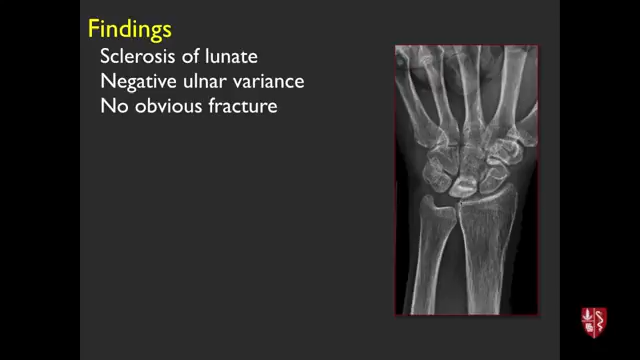 Findings
Sclerosis of lunate
Negative ulnar variance
No obvious fracture